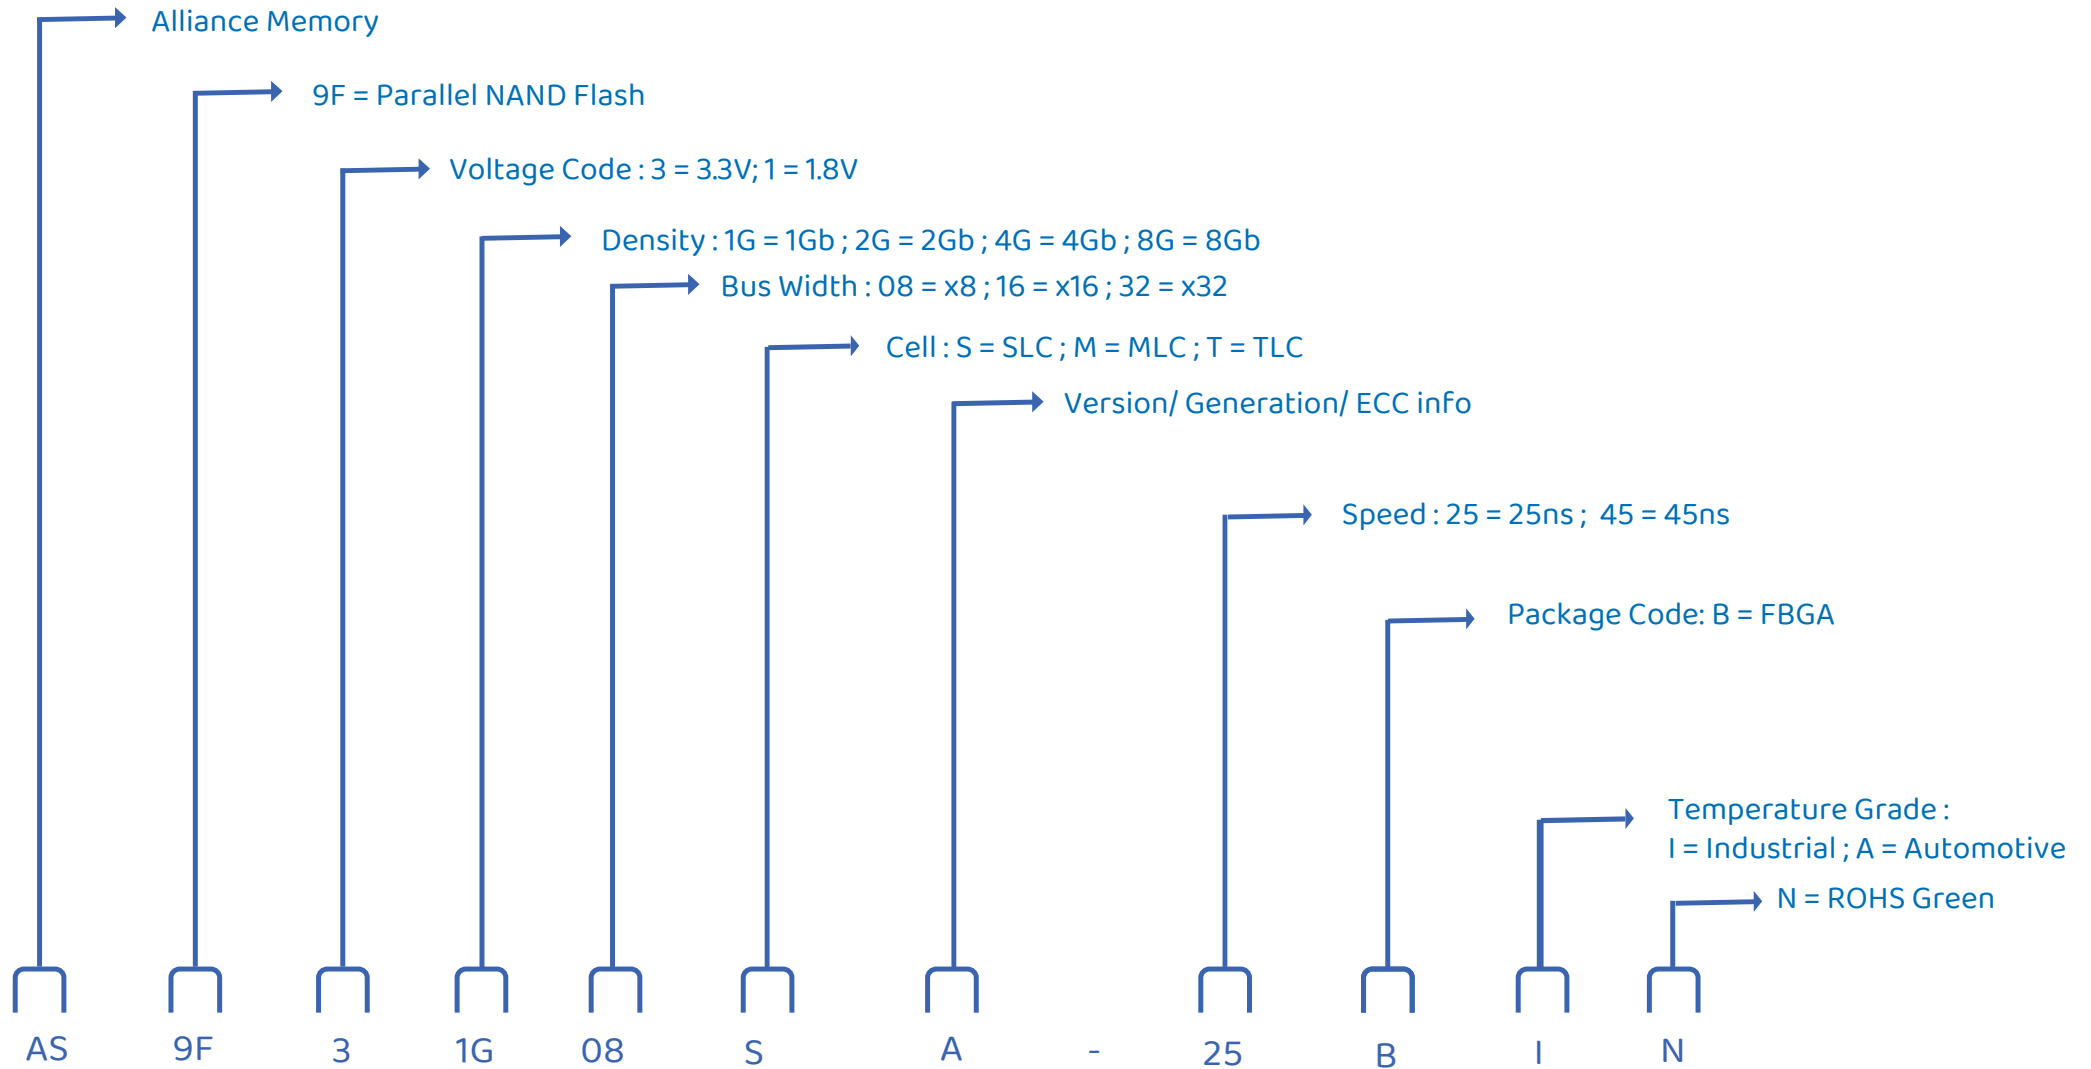 Alliance Memory
9F = Parallel NAND Flash
Voltage Code : 3 = 3.3V; 1 = 1.8V
Density : 1G = 1Gb ; 2G = 2Gb ; 4G = 4Gb ; 8G = 8Gb
Bus Width : 08 = x8 ; 16 = x16 ; 32 = x32
Cell : S = SLC ; M = MLC ; T = TLC
Version/ Generation/ ECC info
Speed : 25 = 25ns ; 45 = 45ns
Package Code: B = FBGA
Temperature Grade :
I = Industrial ; A = Automotive
N = ROHS Green
AS 9F 3 1G 08 S A - 25 B I N